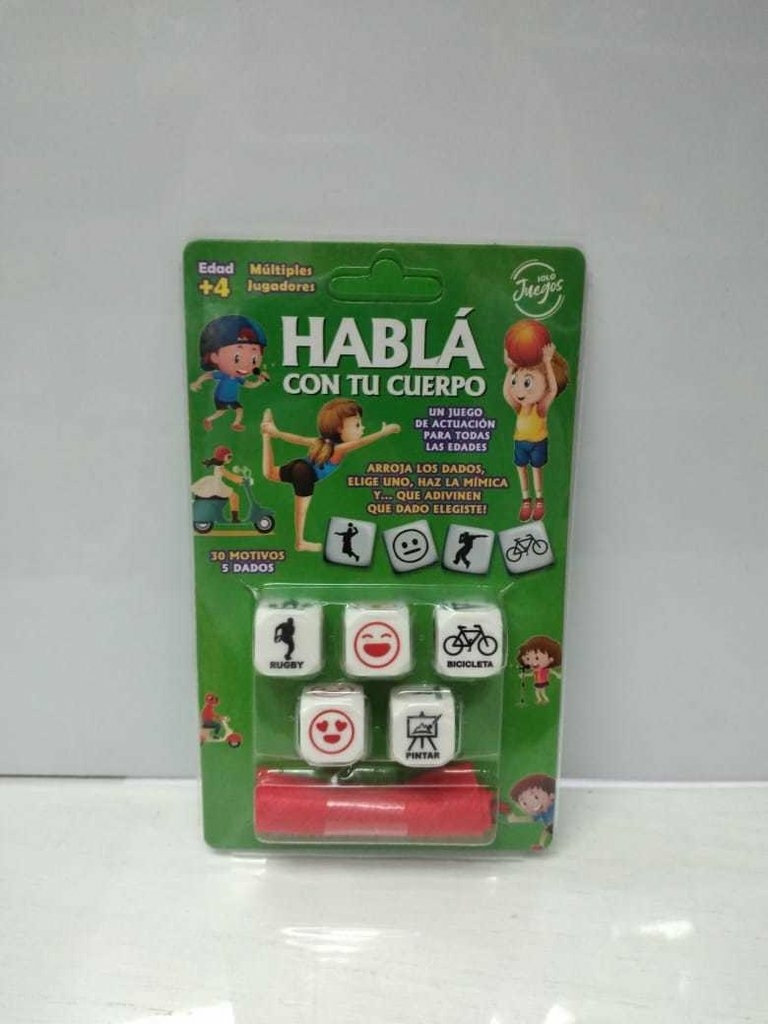 Edad
+4
Múltiples
Jugadores
SOLO
Juegos
HABLÁ
CON TU CUERPO
UN JUEGO
DE ACTUACIÓN
PARA TODAS
LAS EDADES
ARROJA LOS DADOS,
ELIGE UNO, HAZ LA MÍMICA
Y... QUE ADIVINEN
QUE DADO ELEGISTE!
30 MOTIVOS
5 DADOS
RUGBY
BICICLETA
PINTAR